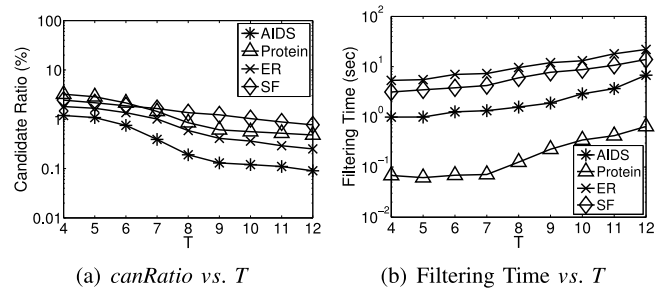 100
10
1
0.1
0.01
Candidate Ratio (%)
4 5 6 7 8 9 10 11 12
T
AIDS
Protein
ER
SF
(a) canRatio vs. T
10^2
10^1
10^0
10^-1
10^-2
Filtering Time (sec)
4 5 6 7 8 9 10 11 12
T
AIDS
Protein
ER
SF
(b) Filtering Time vs. T